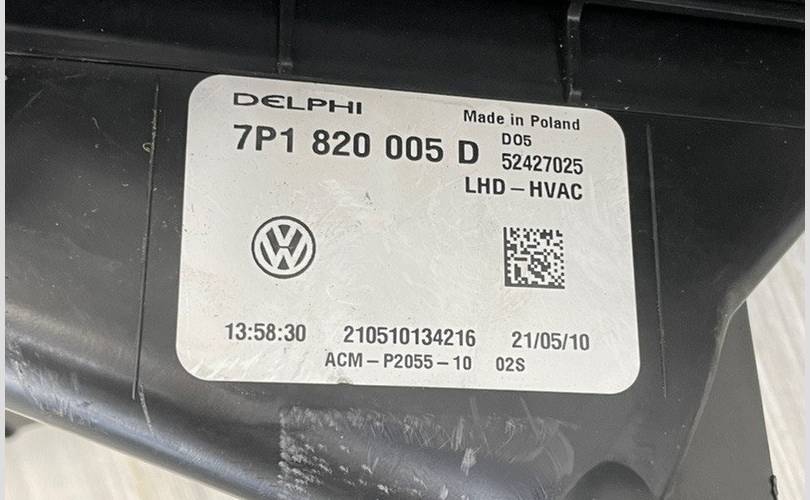 DELPHI
Made in Poland
7P1 820 005 D
D05
52427025
LHD-HVAC
VW
13:58:30 210510134216 21/05/10
ACM-P2055-10 02S